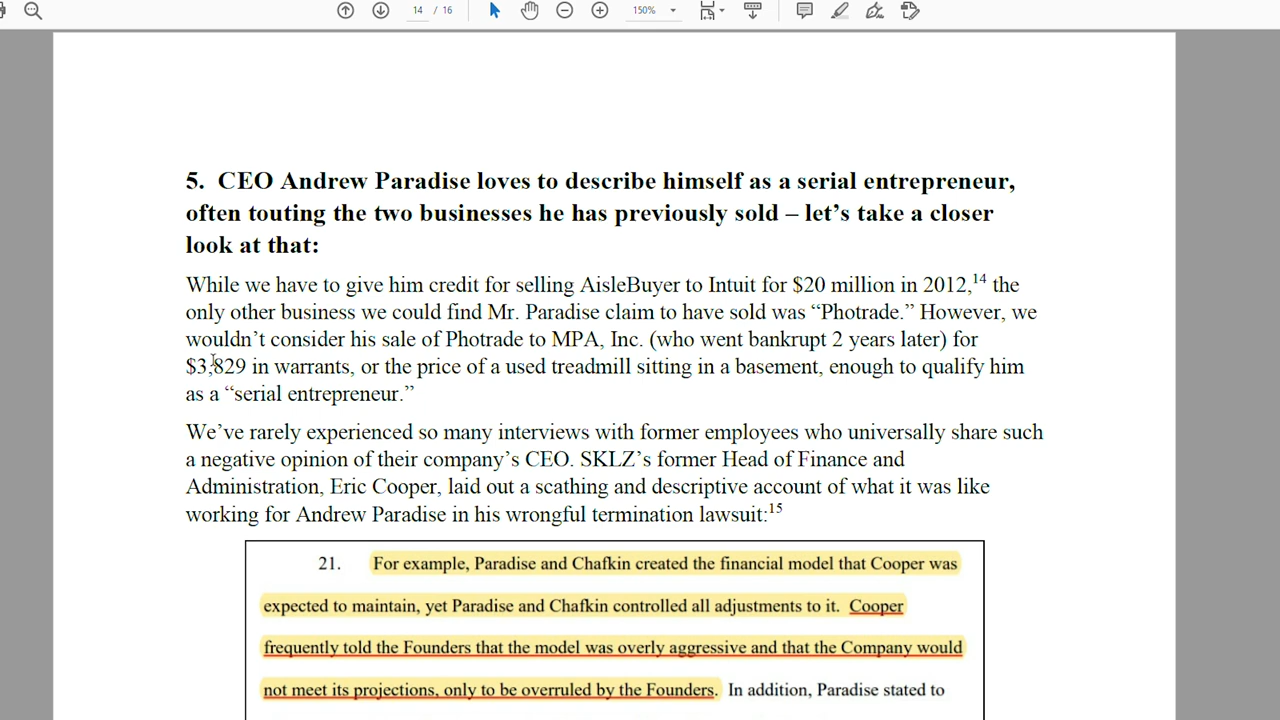 14 / 16
150%
5. CEO Andrew Paradise loves to describe himself as a serial entrepreneur,
often touting the two businesses he has previously sold – let’s take a closer
look at that:
While we have to give him credit for selling AisleBuyer to Intuit for $20 million in 2012,14 the
only other business we could find Mr. Paradise claim to have sold was “Photrade.” However, we
wouldn’t consider his sale of Photrade to MPA, Inc. (who went bankrupt 2 years later) for
$3,829 in warrants, or the price of a used treadmill sitting in a basement, enough to qualify him
as a “serial entrepreneur.”
We’ve rarely experienced so many interviews with former employees who universally share such
a negative opinion of their company’s CEO. SKLZ’s former Head of Finance and
Administration, Eric Cooper, laid out a scathing and descriptive account of what it was like
working for Andrew Paradise in his wrongful termination lawsuit:15
21. For example, Paradise and Chafkin created the financial model that Cooper was
expected to maintain, yet Paradise and Chafkin controlled all adjustments to it. Cooper
frequently told the Founders that the model was overly aggressive and that the Company would
not meet its projections, only to be overruled by the Founders. In addition, Paradise stated to